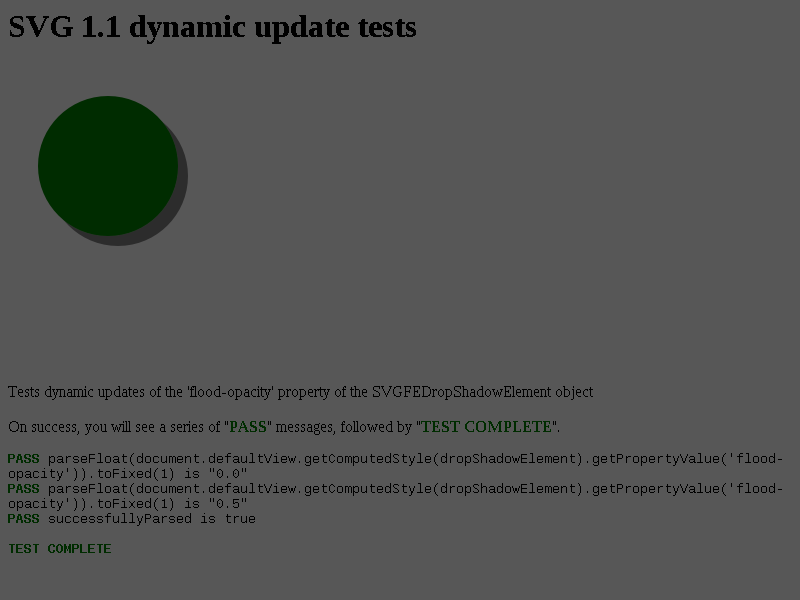 SVG 1.1 dynamic update tests
Tests dynamic updates of the 'flood-opacity' property of the SVGFEDropShadowElement object
On success, you will see a series of "PASS" messages, followed by "TEST COMPLETE".
PASS parseFloat(document.defaultView.getComputedStyle(dropShadowElement).getPropertyValue('flood-
opacity')).toFixed(1) is "0.0"
PASS parseFloat(document.defaultView.getComputedStyle(dropShadowElement).getPropertyValue('flood-
opacity')).toFixed(1) is "0.5"
PASS successfullyParsed is true
TEST COMPLETE